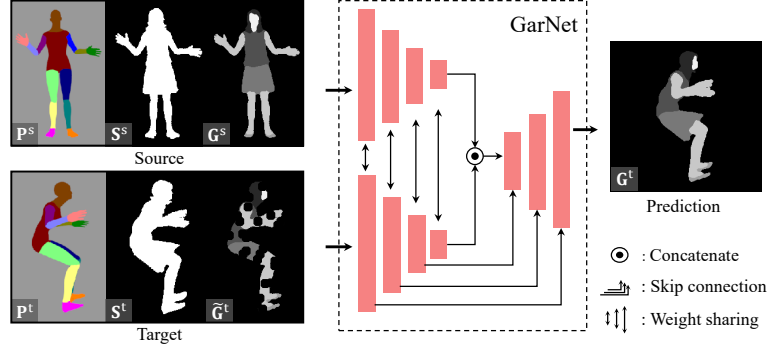 GarNet
Pˢ Sˢ Gˢ
Source
Pᵗ Sᵗ G̃ᵗ
Target
Gᵗ
Prediction
: Concatenate
: Skip connection
: Weight sharing